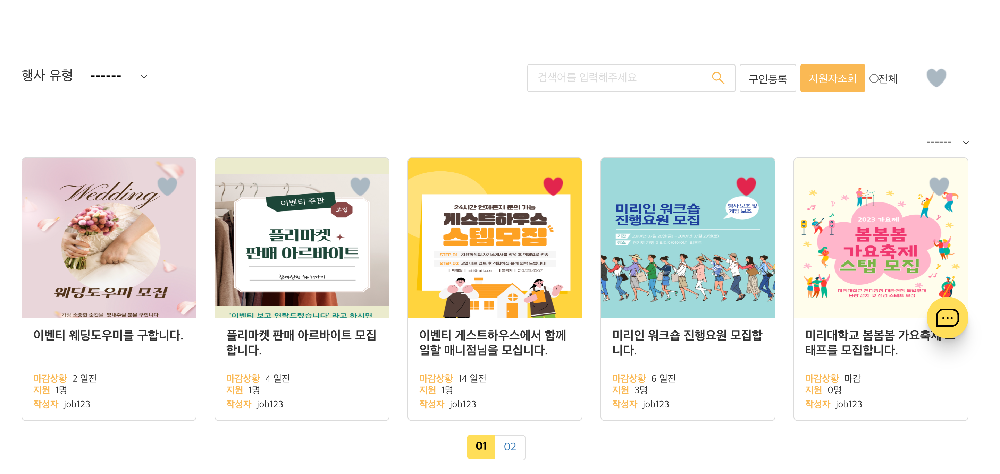 행사 유형
------
검색어를 입력해주세요
구인등록
지원자조회
전체
------
Wedding
웨딩도우미 모집
가장 소중한 순간을 빛내주실 분을 구합니다
이벤티 웨딩도우미를 구합니다.
마감상황 2 일전
지원 1명
작성자 job123
이벤티 주관
모집
플리마켓
판매 아르바이트
참여신청 하러가기
'이벤티 보고 연락드렸습니다' 라고 하시면
플리마켓 판매 아르바이트 모집
합니다.
마감상황 4 일전
지원 1명
작성자 job123
24시간 언제든지 문의 가능
게스트하우스
스텝모집
STEP.01 자유형식의 자기소개서를 작성 후 이메일로 전송
STEP.02 3일 내로 검토 후 적합하신 분께 연락 드립니다!
| 이메일 | miri@miri.com | 연락처 | 010.123.4567
이벤티 게스트하우스에서 함께
일할 매니점님을 모십니다.
마감상황 14 일전
지원 1명
작성자 job123
미리인 워크숍
진행요원 모집
행사 보조 및
게임 보조
기간 20XX년 07월 28일(금) ~ 20XX년 07월 29일(토)
장소 경기도 가평 미리디아이에이치 리조트
미리인 워크숍 진행요원 모집합
니다.
마감상황 6 일전
지원 3명
작성자 job123
2023 가요제
봄봄봄
가요축제
스탭 모집
미리대학교 잔디광장 대공연장 특별무대
음향 설치 및 점검 스테프 모집
미리대학교 봄봄봄 가요축제
태프를 모집합니다.
마감상황 마감
지원 0명
작성자 job123
01
02